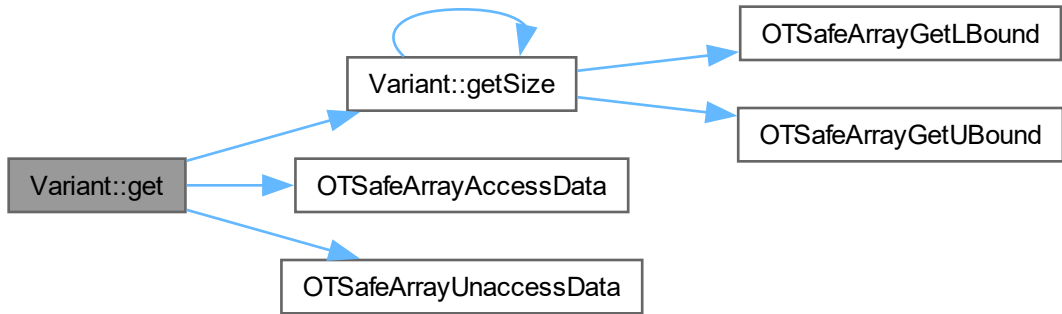 Variant::get
Variant::getSize
OTSafeArrayGetLBound
OTSafeArrayGetUBound
OTSafeArrayAccessData
OTSafeArrayUnaccessData